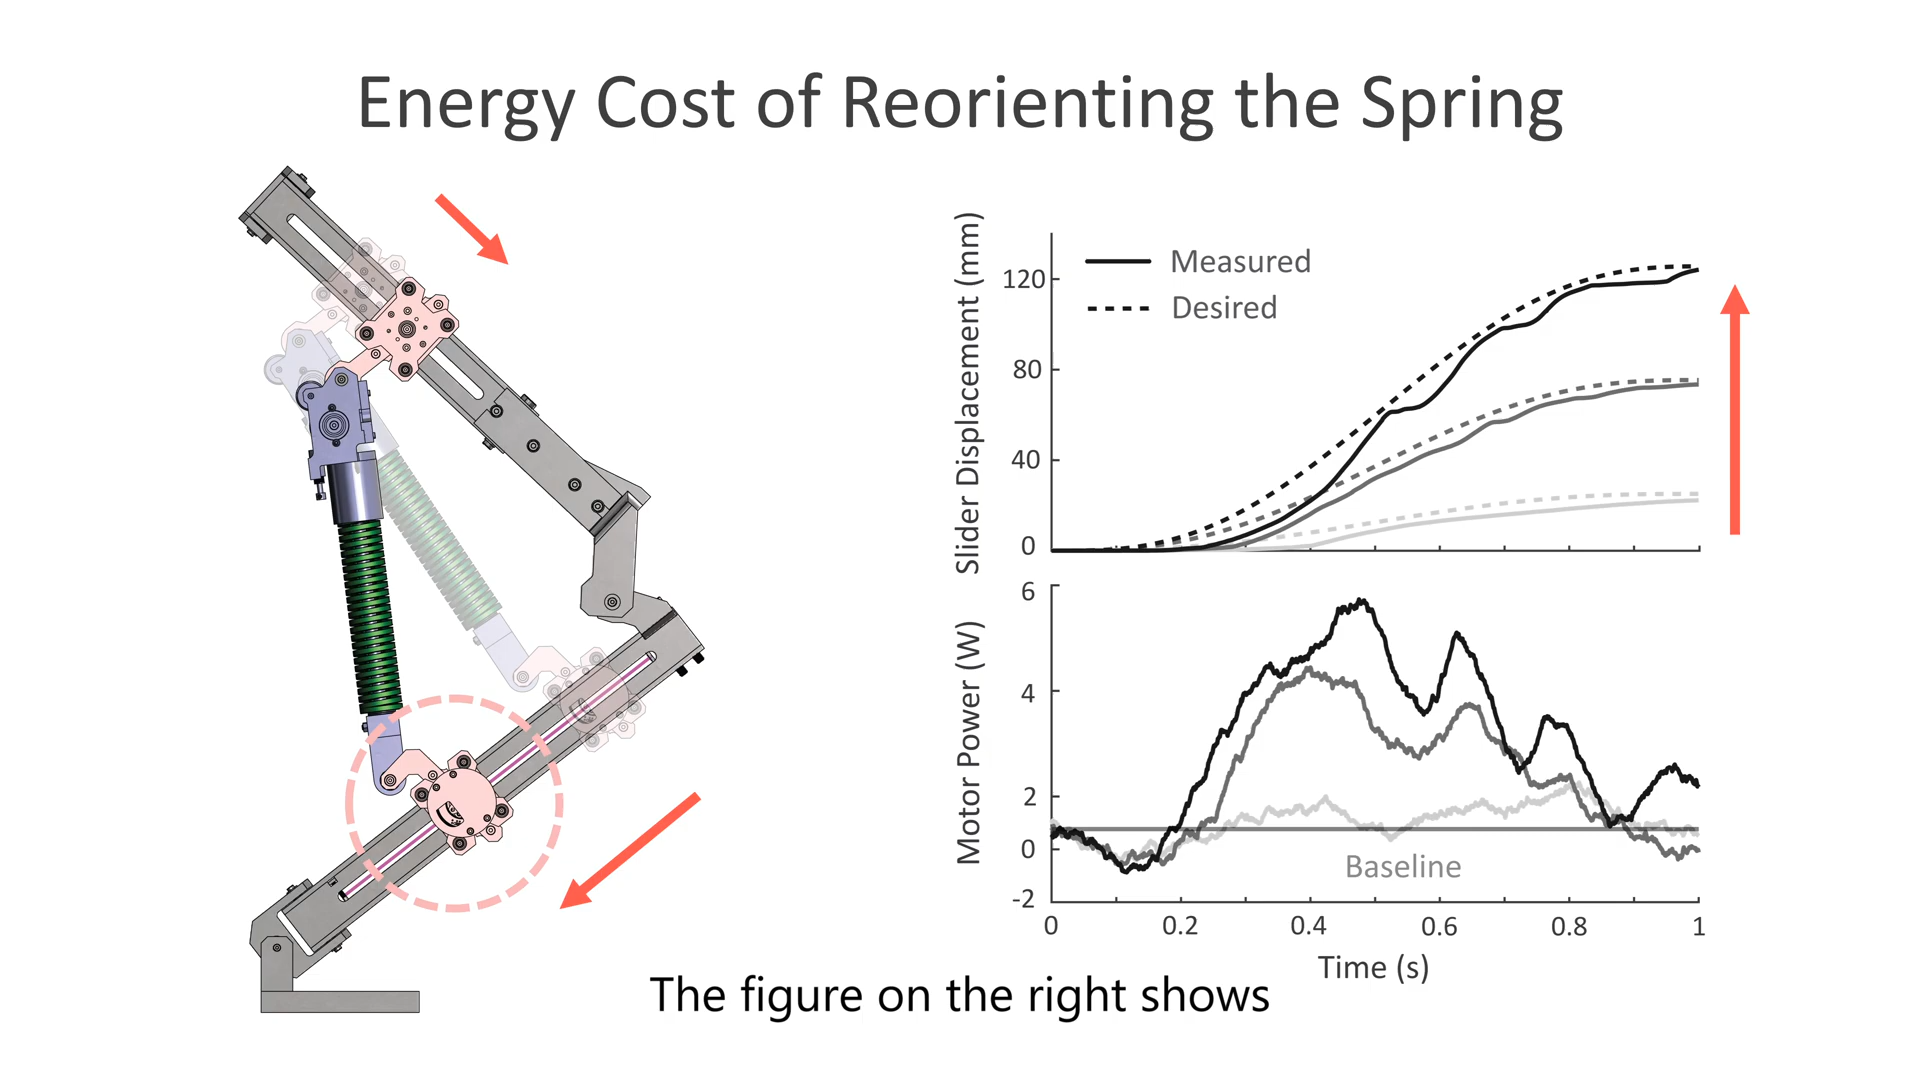 Energy Cost of Reorienting the Spring
Slider Displacement (mm)
120
80
40
0
Measured
Desired
Motor Power (W)
6
4
2
0
-2
Baseline
0 0.2 0.4 0.6 0.8 1
Time (s)
The figure on the right shows